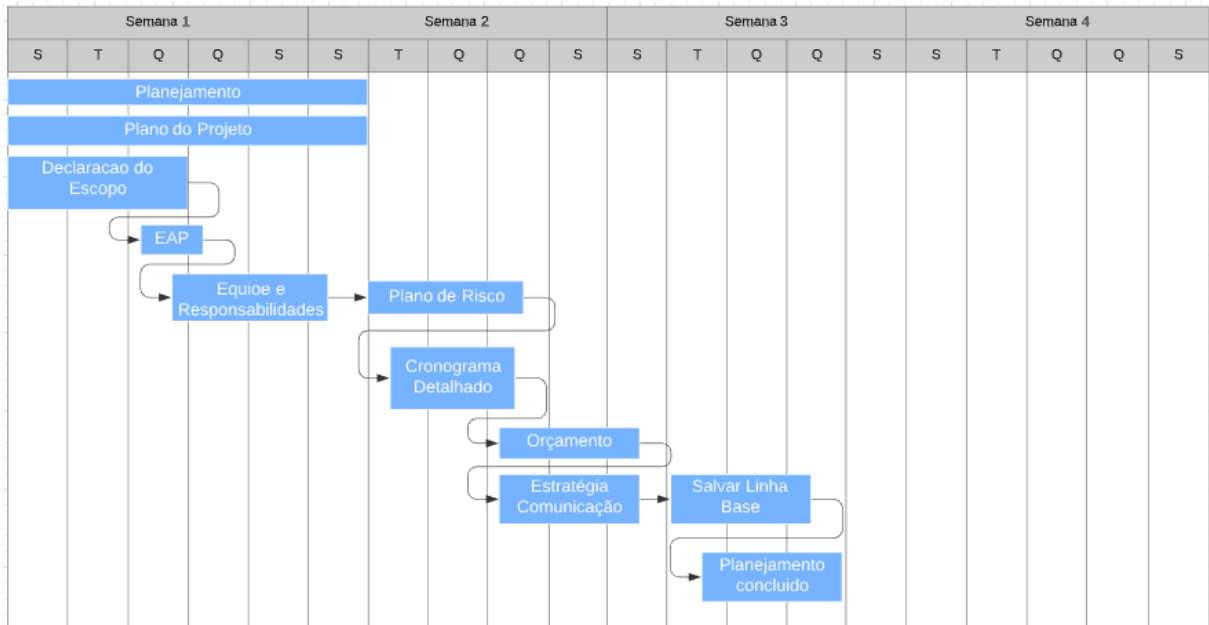 Semana 1 Semana 2 Semana 3 Semana 4
S T Q Q S S T Q Q S S T Q Q S S T Q Q S
Planejamento
Plano do Projeto
Declaracao do
Escopo
EAP
Equioe e
Responsabilidades
Plano de Risco
Cronograma
Detalhado
Orçamento
Estratégia
Comunicação
Salvar Linha
Base
Planejamento
concluido